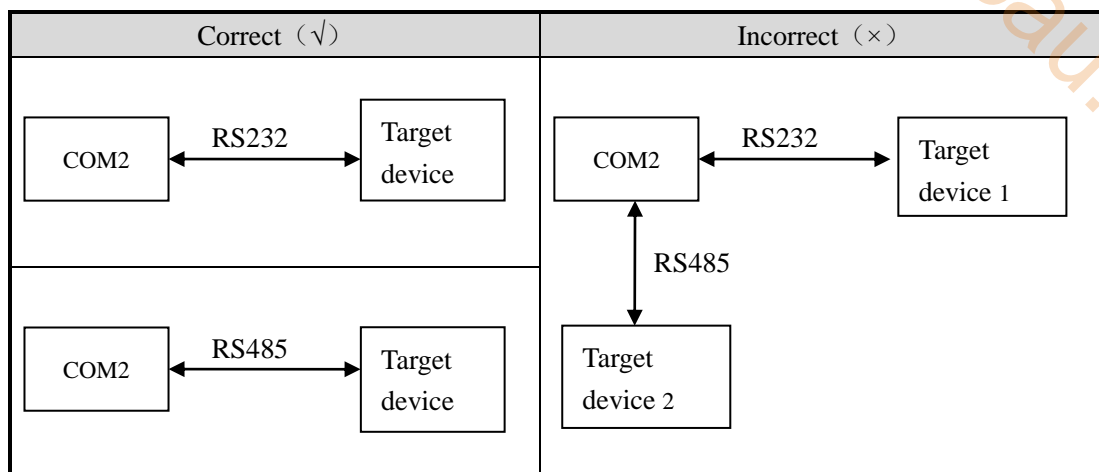 Correct（√）
Incorrect（×）
COM2
RS232
Target
device
COM2
RS485
Target
device
COM2
RS232
Target
device 1
RS485
Target
device 2